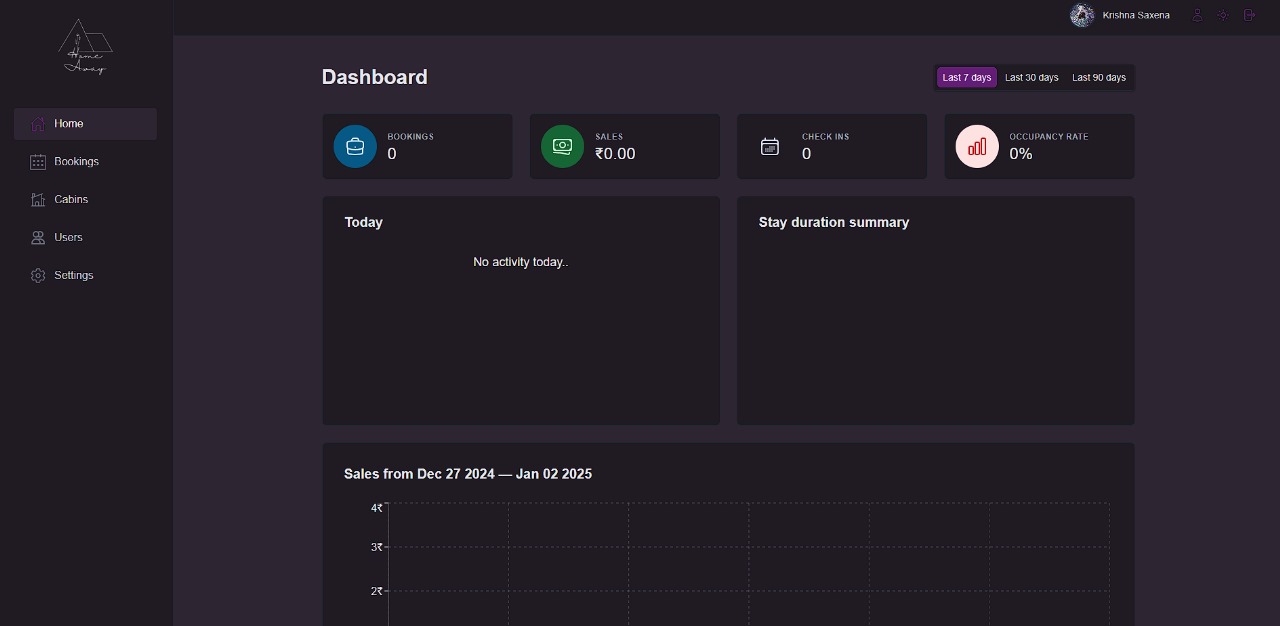 Home
Away
Krishna Saxena
Home
Bookings
Cabins
Users
Settings
Dashboard
Last 7 days Last 30 days Last 90 days
BOOKINGS
0
SALES
₹0.00
CHECK INS
0
OCCUPANCY RATE
0%
Today
No activity today..
Stay duration summary
Sales from Dec 27 2024 — Jan 02 2025
4₹
3₹
2₹